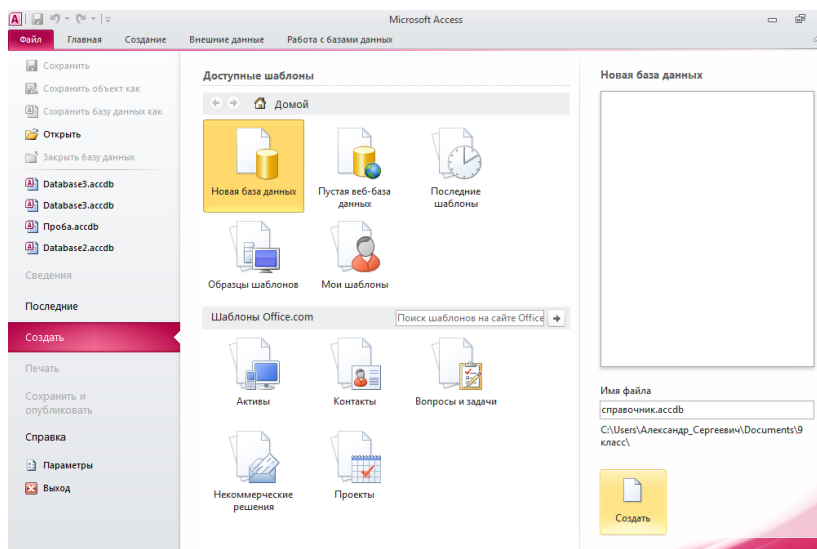 Microsoft Access
Файл Главная Создание Внешние данные Работа с базами данных
Сохранить
Сохранить объект как
Сохранить базу данных как
Открыть
Закрыть базу данных
Database3.accdb
Database3.accdb
Проба.accdb
Database2.accdb
Сведения
Последние
Создать
Печать
Сохранить и
опубликовать
Справка
Параметры
Выход
Доступные шаблоны
Домой
Новая база данных
Пустая веб-база
данных
Последние
шаблоны
Образцы шаблонов
Мои шаблоны
Шаблоны Office.com
Поиск шаблонов на сайте Office
Активы
Контакты
Вопросы и задачи
Некоммерческие
решения
Проекты
Новая база данных
Имя файла
справочник.accdb
C:\Users\Александр_Сергеевич\Documents\9
класс\
Создать